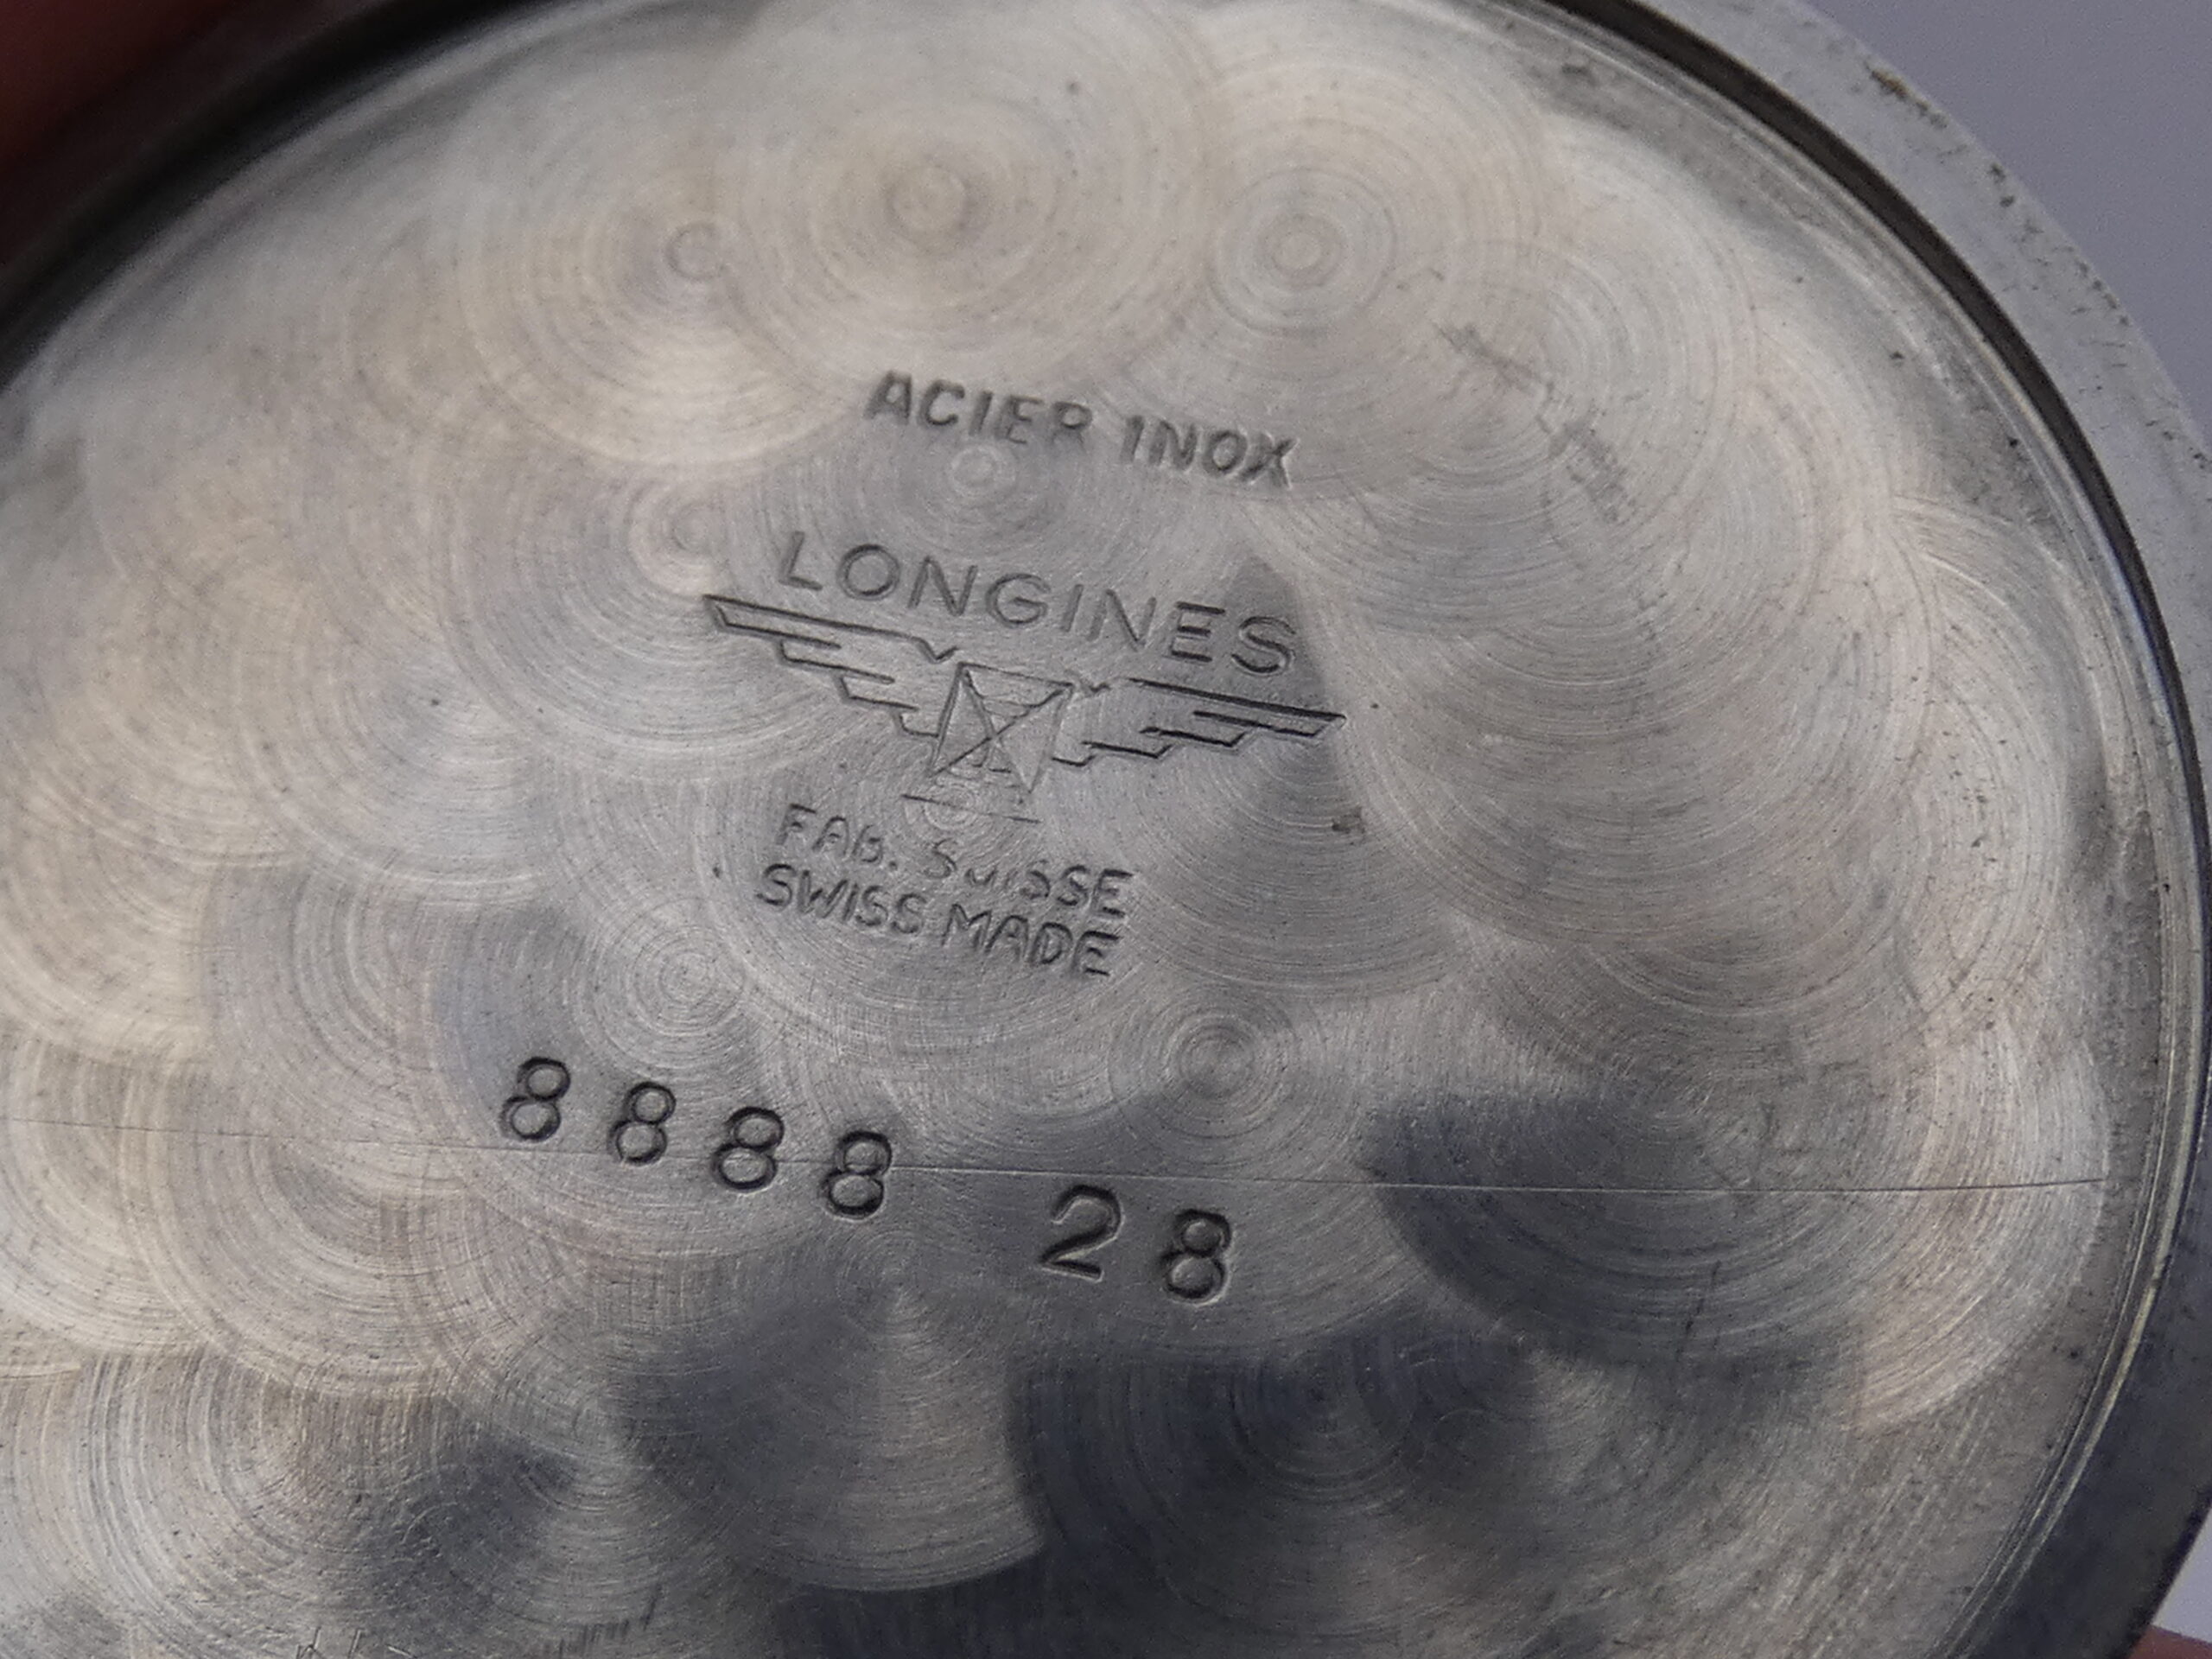 ACIER INOX
LONGINES
FAB. SUISSE
SWISS MADE
8888 28